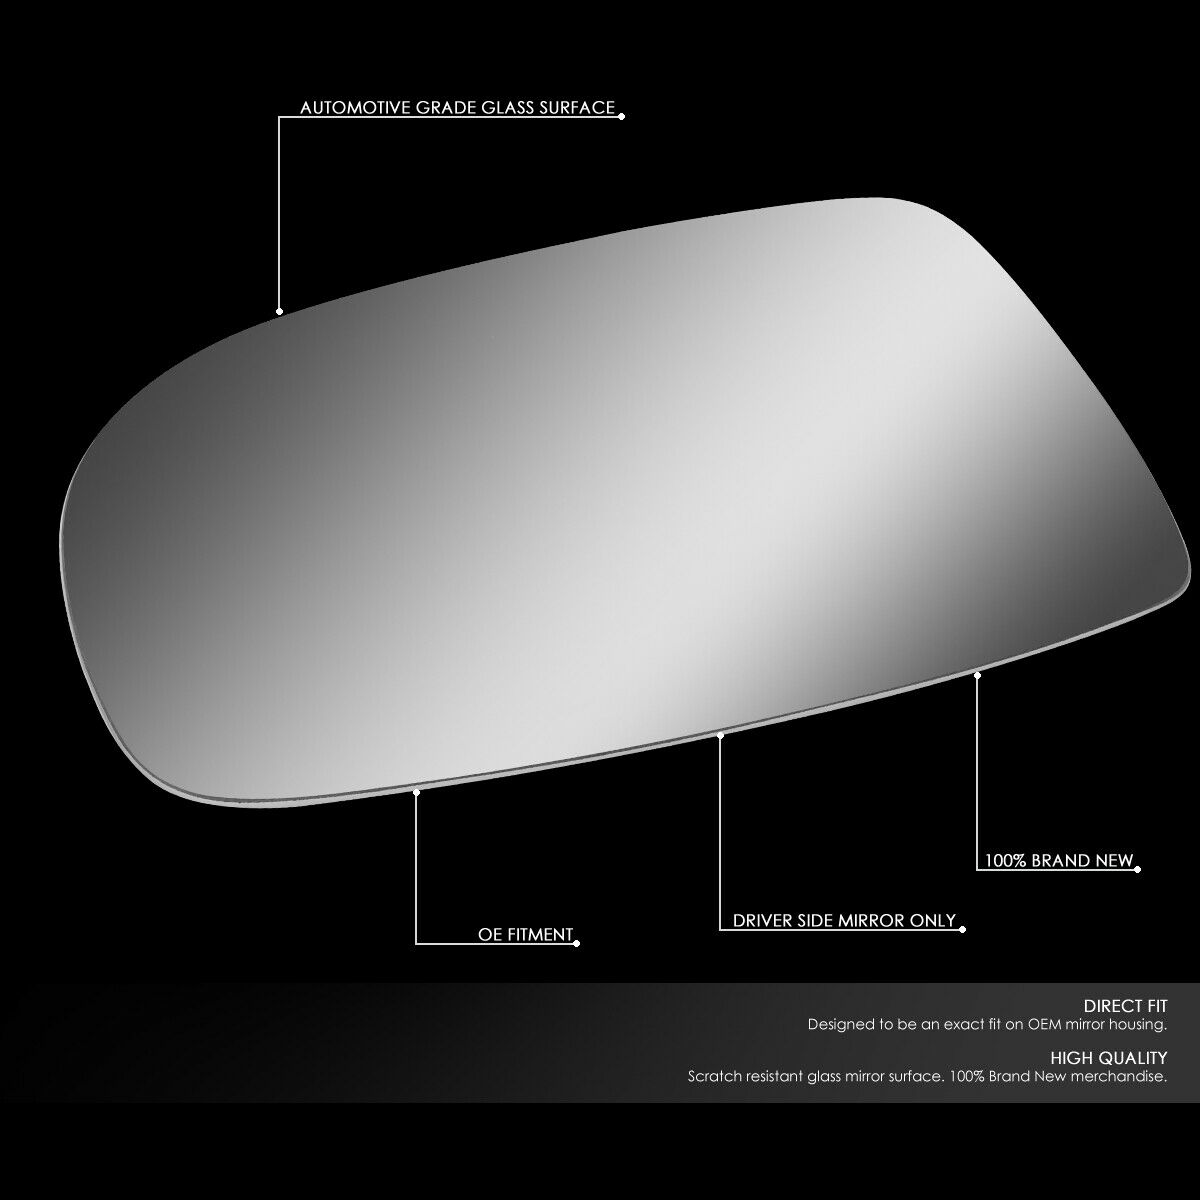 AUTOMOTIVE GRADE GLASS SURFACE
100% BRAND NEW
DRIVER SIDE MIRROR ONLY
OE FITMENT
DIRECT FIT
Designed to be an exact fit on OEM mirror housing.
HIGH QUALITY
Scratch resistant glass mirror surface. 100% Brand New merchandise.